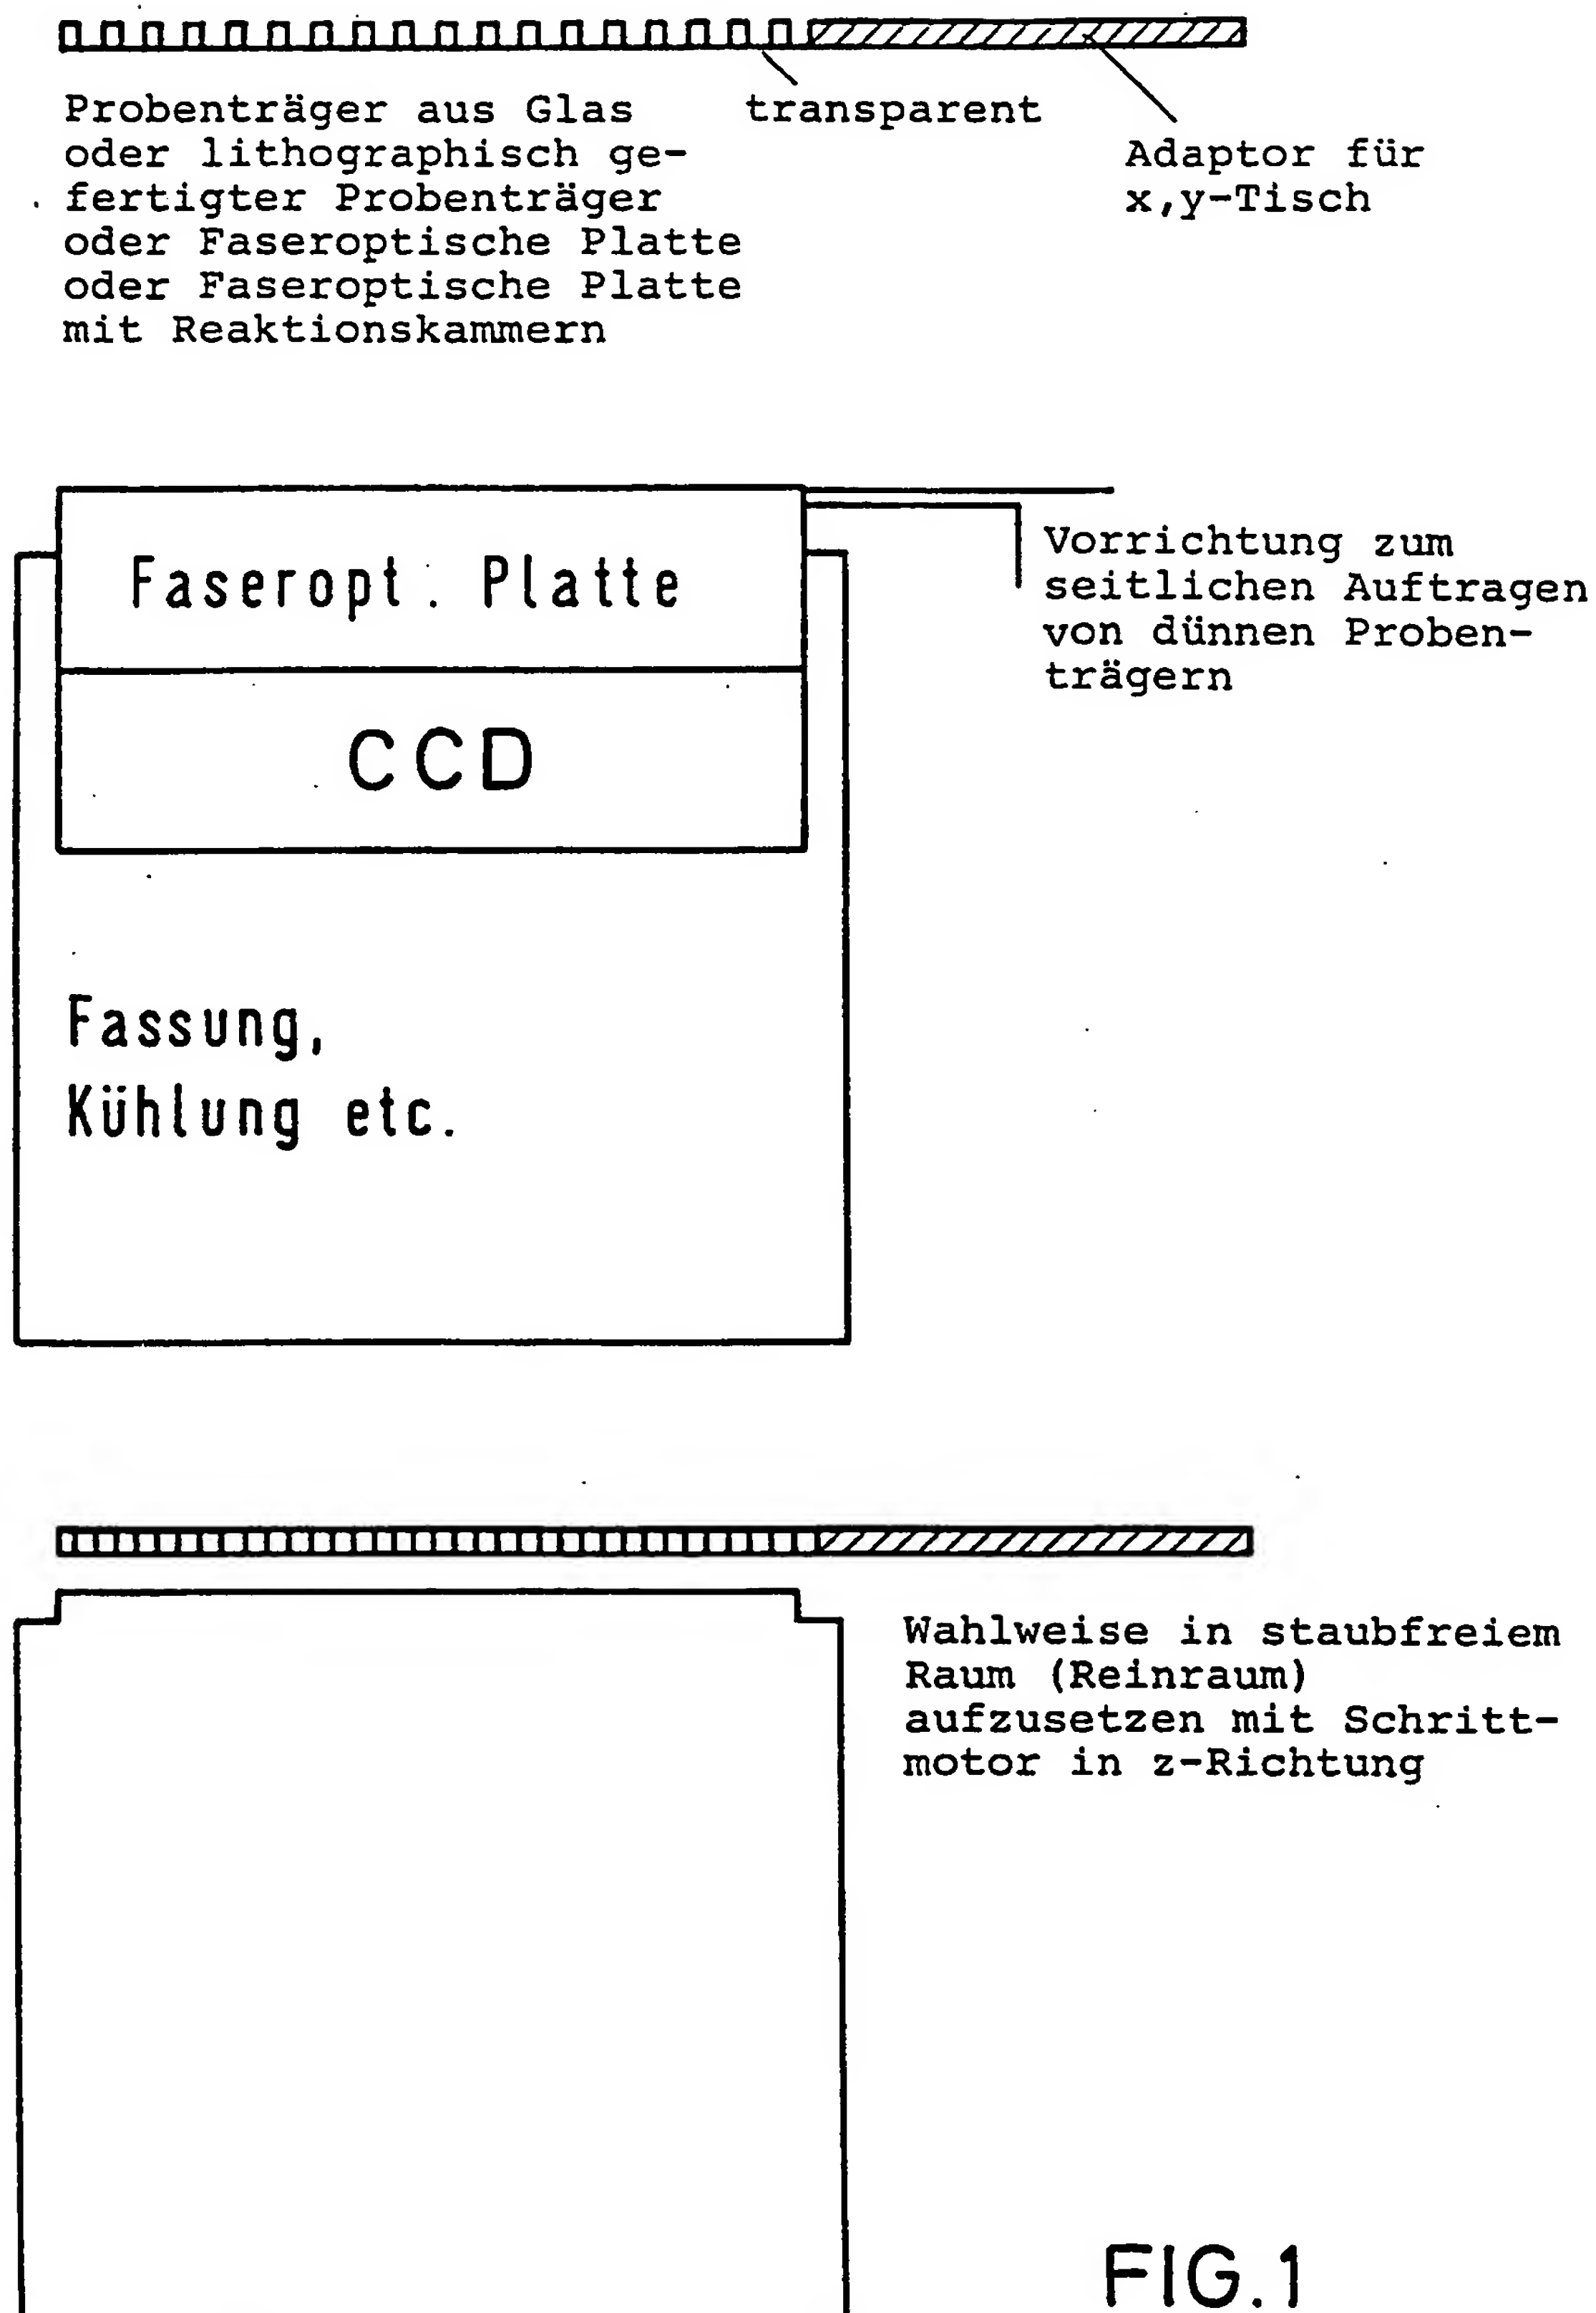 Probenträger aus Glas
oder lithographisch ge-
fertigter Probenträger
oder Faseroptische Platte
oder Faseroptische Platte
mit Reaktionskammern
transparent
Adaptor für
x,y-Tisch
Faseropt. Platte
CCD
Fassung,
Kühlung etc.
Vorrichtung zum
seitlichen Auftragen
von dünnen Proben-
trägern
Wahlweise in staubfreiem
Raum (Reinraum)
aufzusetzen mit Schritt-
motor in z-Richtung
FIG.1